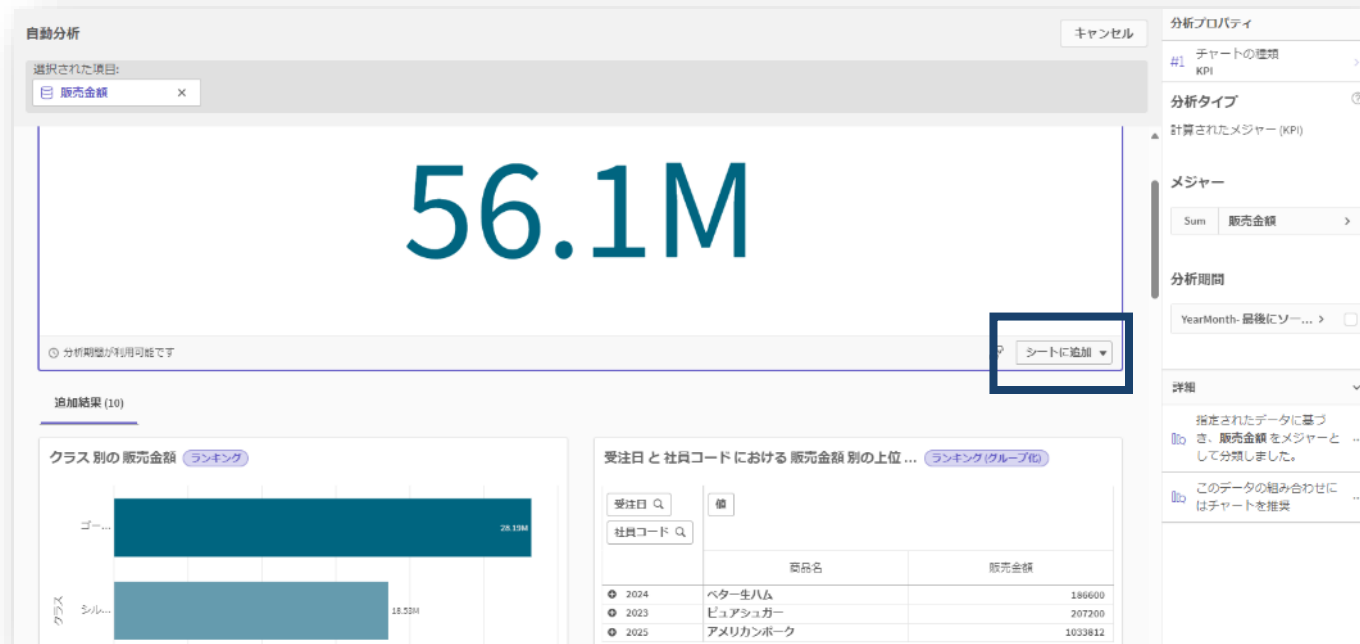 自動分析
キャンセル
選択された項目:
販売金額
56.1M
分析期間が利用可能です
シートに追加
追加結果 (10)
クラス 別の 販売金額 ランキング
ゴー...
28.19M
シル...
18.53M
クラス
受注日 と 社員コード における 販売金額 別の上位 ... ランキング (グループ化)
受注日
値
社員コード
商品名 販売金額
2024 ベター生ハム 186600
2023 ピュアシュガー 207200
2025 アメリカンポーク 1033812
分析プロパティ
#1 チャートの種類
KPI
分析タイプ
計算されたメジャー (KPI)
メジャー
Sum 販売金額
分析期間
YearMonth- 最後にソー...
詳細
指定されたデータに基づ
き、販売金額 をメジャーと
して分類しました。
このデータの組み合わせに
はチャートを推奨